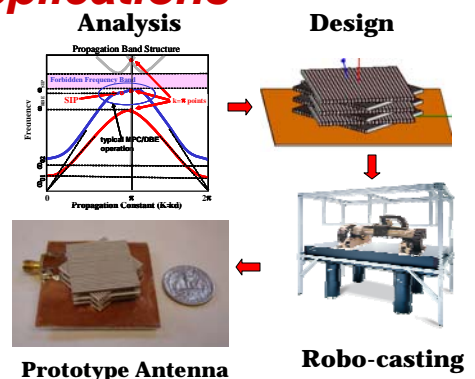 Analysis
Design
Propagation Band Structure
Forbidden Frequency Band
SIP
k=π points
typical MPC/DBE
operation
Frequency
0
π
2π
Propagation Constant (K=kd)
Prototype Antenna
Robo-casting